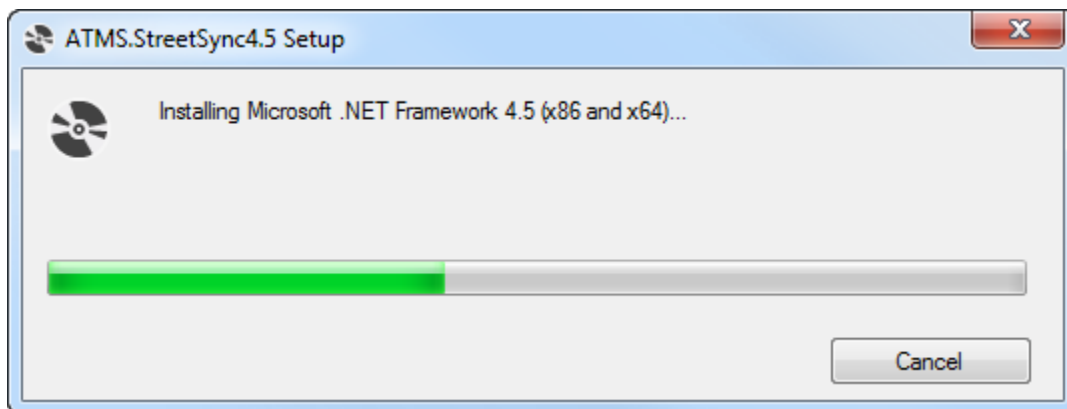 ATMS.StreetSync4.5 Setup
Installing Microsoft .NET Framework 4.5 (x86 and x64)...
Cancel